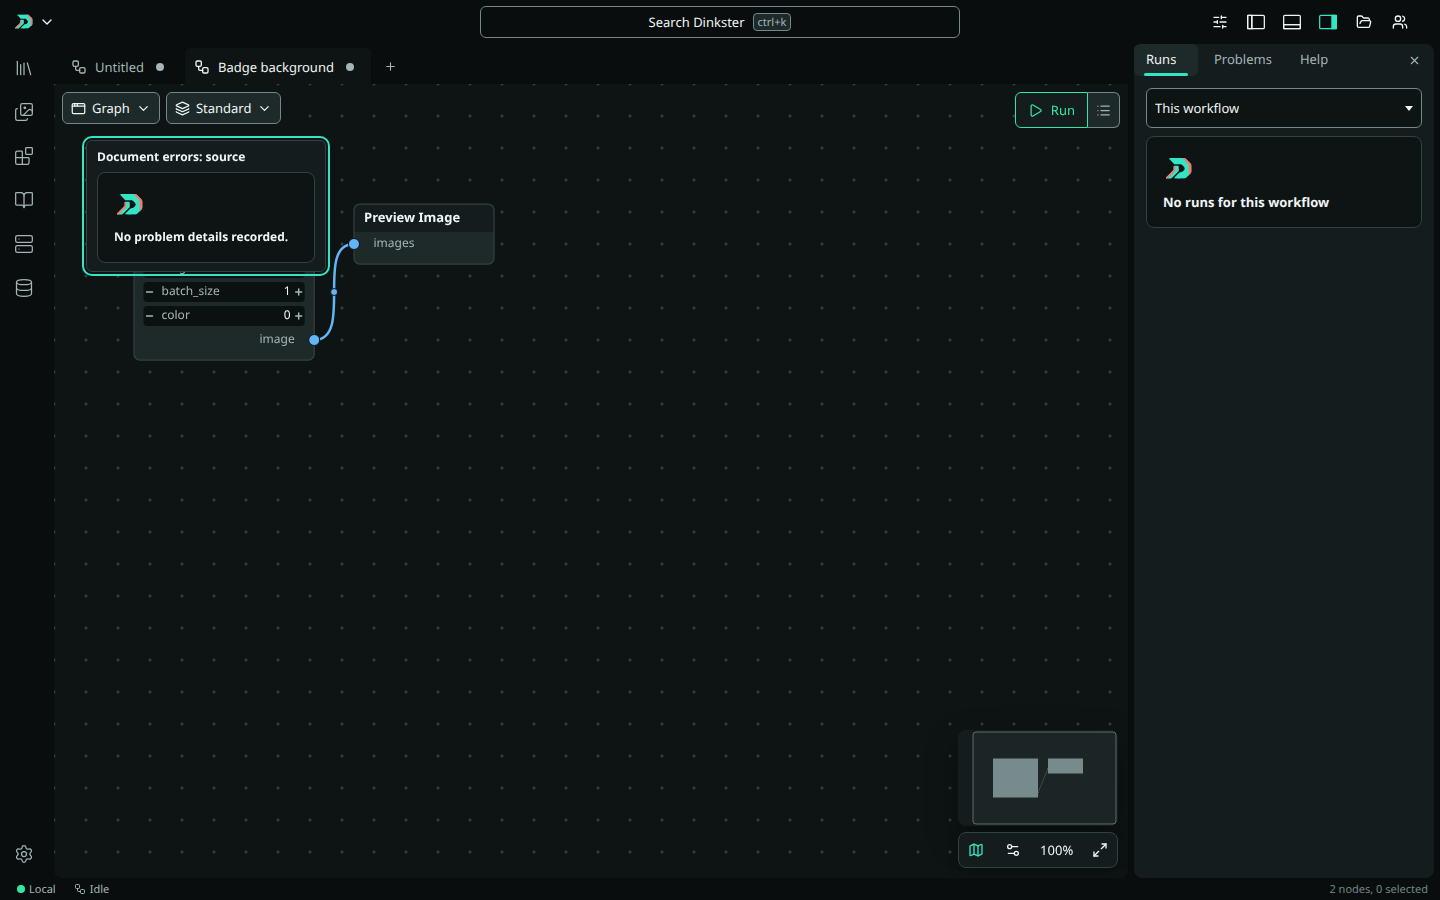 Search Dinkster ctrl+k
Untitled
Badge background
Graph
Standard
Run
Document errors: source
No problem details recorded.
Preview Image
images
batch_size 1
color 0
image
Runs
Problems
Help
This workflow
No runs for this workflow
100%
Local
Idle
2 nodes, 0 selected